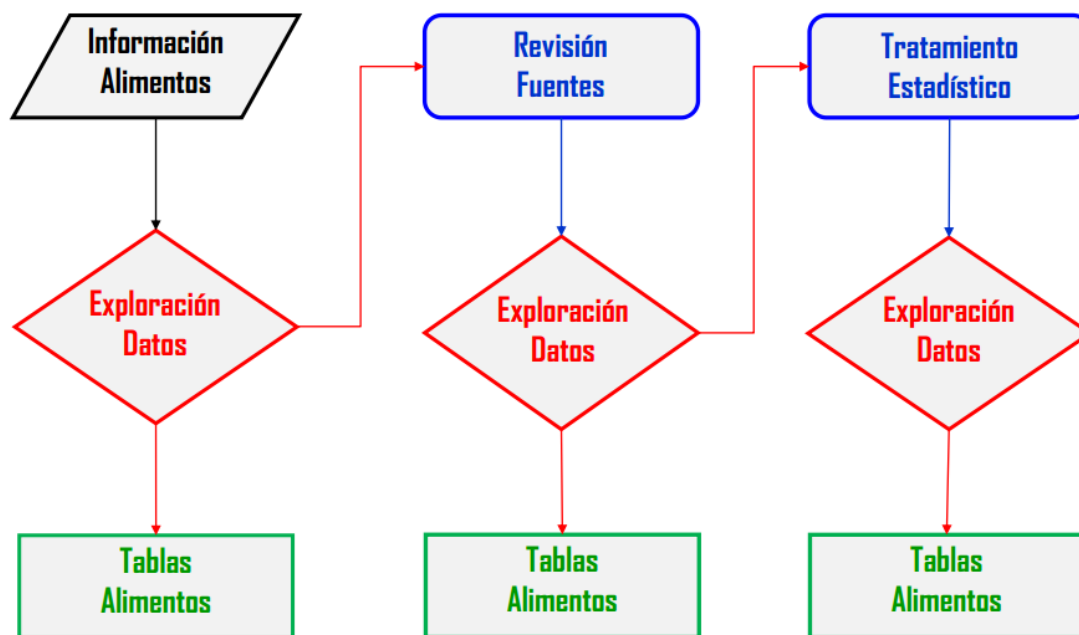 Información
Alimentos
Revisión
Fuentes
Tratamiento
Estadístico
Exploración
Datos
Exploración
Datos
Exploración
Datos
Tablas
Alimentos
Tablas
Alimentos
Tablas
Alimentos